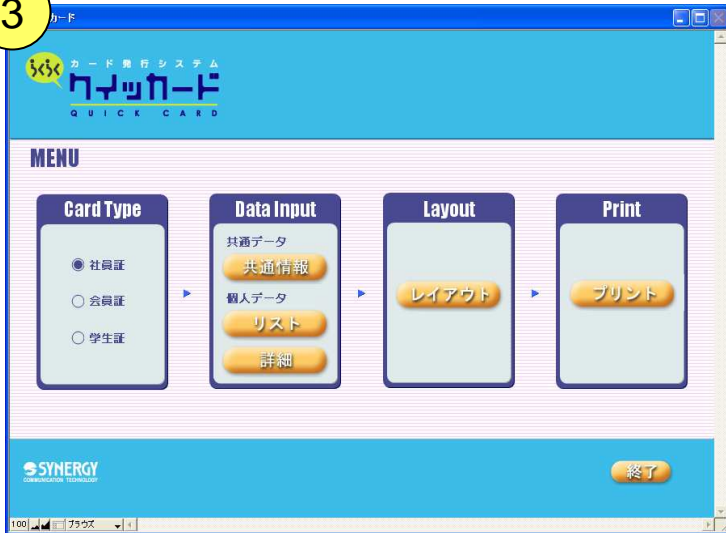 3
カード
らくらく
カード発行システム
クイッカード
QUICK CARD
MENU
Card Type
社員証
会員証
学生証
Data Input
共通データ
共通情報
個人データ
リスト
詳細
Layout
レイアウト
Print
プリント
SYNERGY
COMMUNICATION TECHNOLOGY
終了
100
ブラウズ